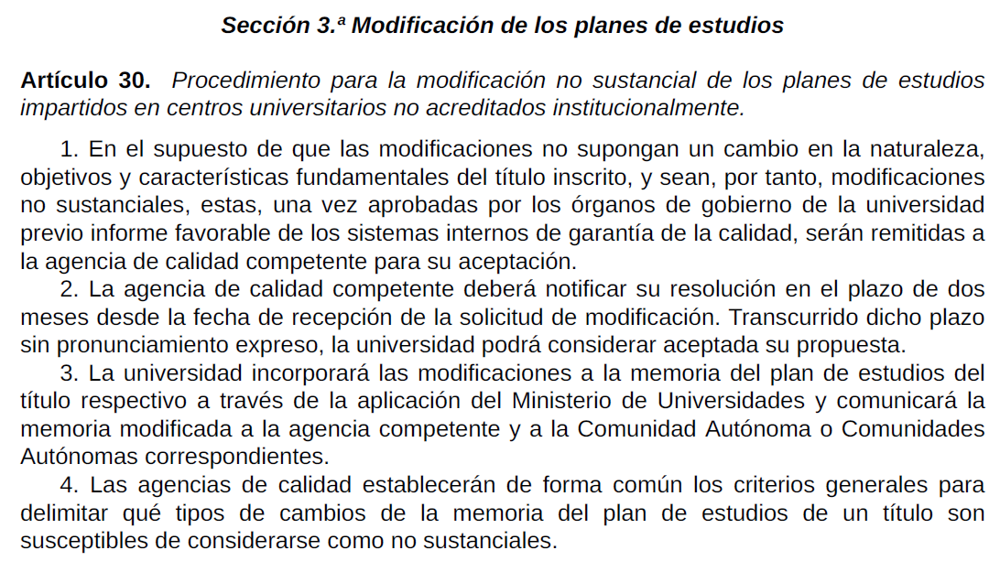 Sección 3.ª Modificación de los planes de estudios
Artículo 30. Procedimiento para la modificación no sustancial de los planes de estudios
impartidos en centros universitarios no acreditados institucionalmente.
1. En el supuesto de que las modificaciones no supongan un cambio en la naturaleza,
objetivos y características fundamentales del título inscrito, y sean, por tanto, modificaciones
no sustanciales, estas, una vez aprobadas por los órganos de gobierno de la universidad
previo informe favorable de los sistemas internos de garantía de la calidad, serán remitidas a
la agencia de calidad competente para su aceptación.
2. La agencia de calidad competente deberá notificar su resolución en el plazo de dos
meses desde la fecha de recepción de la solicitud de modificación. Transcurrido dicho plazo
sin pronunciamiento expreso, la universidad podrá considerar aceptada su propuesta.
3. La universidad incorporará las modificaciones a la memoria del plan de estudios del
título respectivo a través de la aplicación del Ministerio de Universidades y comunicará la
memoria modificada a la agencia competente y a la Comunidad Autónoma o Comunidades
Autónomas correspondientes.
4. Las agencias de calidad establecerán de forma común los criterios generales para
delimitar qué tipos de cambios de la memoria del plan de estudios de un título son
susceptibles de considerarse como no sustanciales.